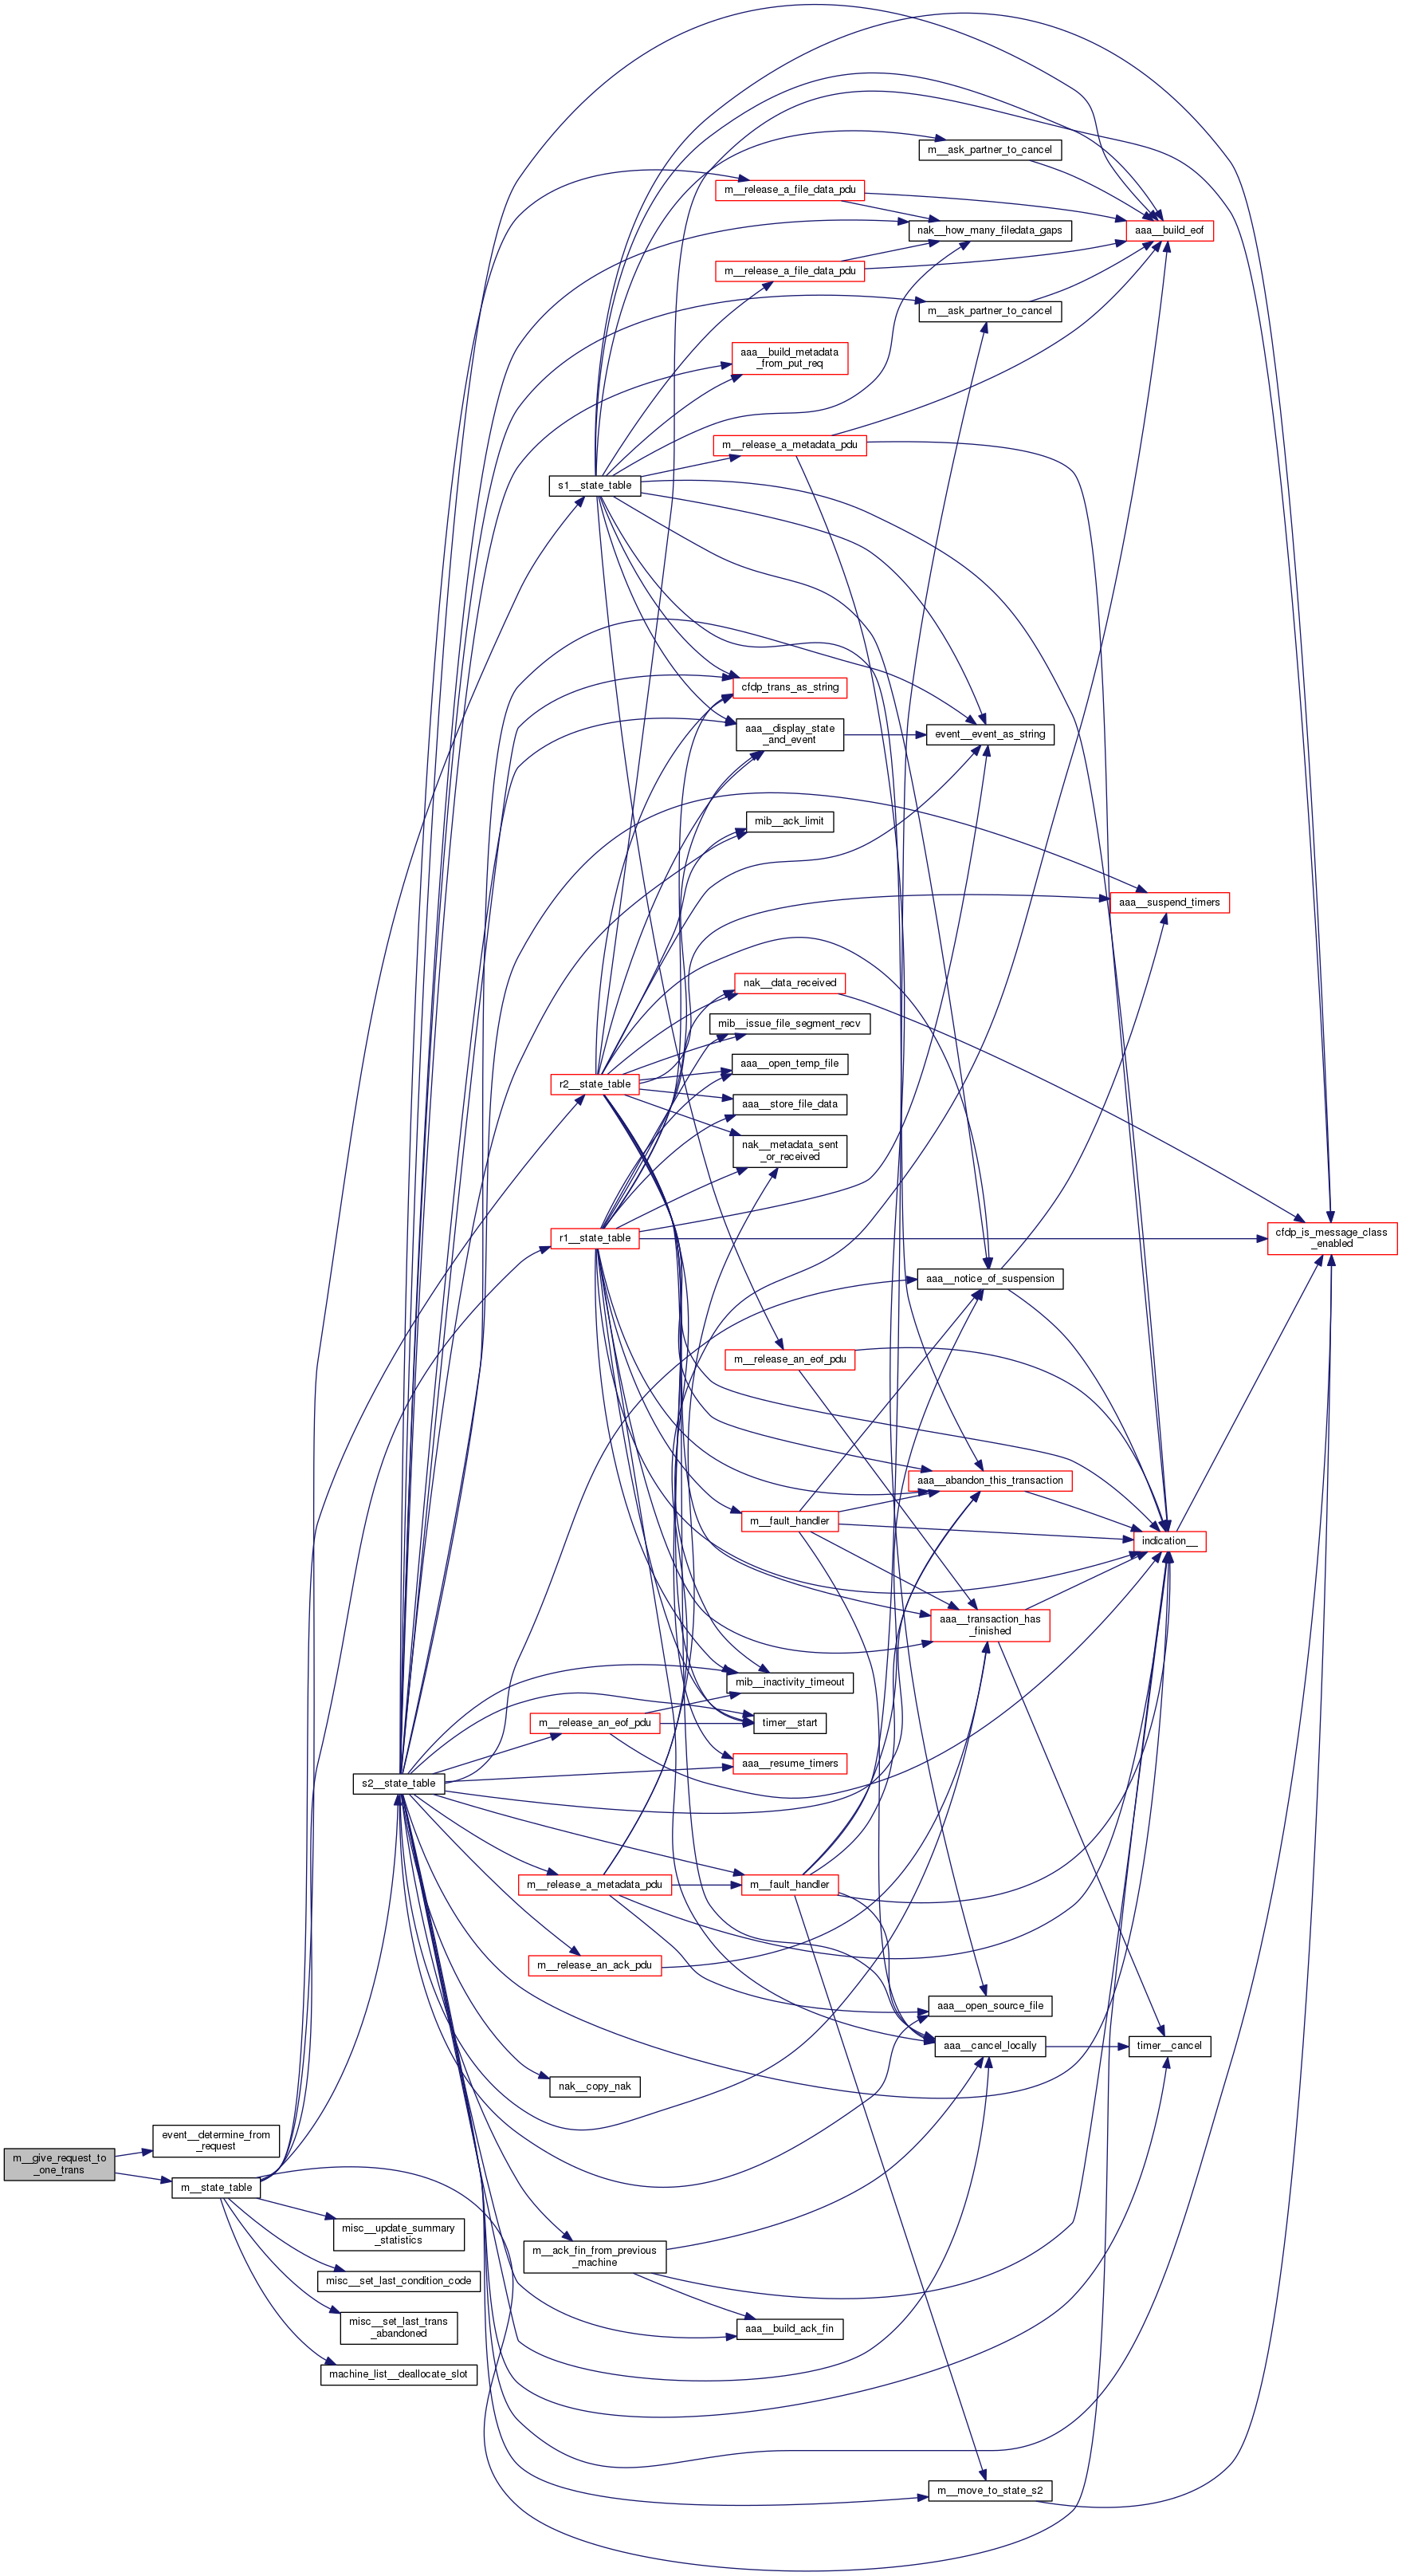 m__ask_partner_to_cancel
m__release_a_file_data_pdu
nak__how_many_filedata_gaps
aaa__build_eof
m__release_a_file_data_pdu
m__ask_partner_to_cancel
aaa__build_metadata
_from_put_req
m__release_a_metadata_pdu
s1__state_table
cfdp_trans_as_string
aaa__display_state
_and_event
event__event_as_string
mib__ack_limit
aaa__suspend_timers
nak__data_received
mib__issue_file_segment_recv
aaa__open_temp_file
r2__state_table
aaa__store_file_data
nak__metadata_sent
_or_received
r1__state_table
cfdp_is_message_class
_enabled
aaa__notice_of_suspension
m__release_an_eof_pdu
aaa__abandon_this_transaction
m__fault_handler
indication__
aaa__transaction_has
_finished
mib__inactivity_timeout
m__release_an_eof_pdu
timer__start
aaa__resume_timers
s2__state_table
m__release_a_metadata_pdu
m__fault_handler
m__release_an_ack_pdu
aaa__open_source_file
aaa__cancel_locally
timer__cancel
nak__copy_nak
event__determine_from
_request
m__give_request_to
_one_trans
m__state_table
misc__update_summary
_statistics
m__ack_fin_from_previous
_machine
misc__set_last_condition_code
misc__set_last_trans
_abandoned
aaa__build_ack_fin
machine_list__deallocate_slot
m__move_to_state_s2